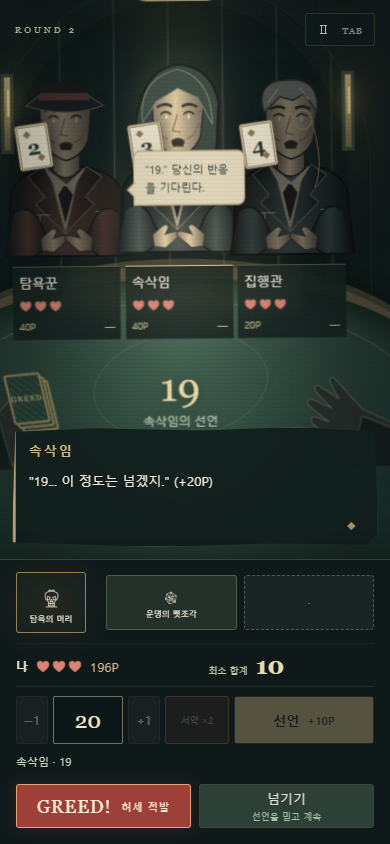 ROUND 2
II TAB
2
4
"19." 당신의 반응
을 기다린다.
탐욕꾼
40P —
속삭임
40P —
집행관
20P —
GREED
19
속삭임의 선언
속삭임
"19... 이 정도는 넘겠지." (+20P)
탐욕의 머리
운명의 뼛조각
나 196P
최소 합계 10
−1
20
+1
서약 ×2
선언 +10P
속삭임 · 19
GREED! 허세 적발
넘기기
선언을 믿고 계속